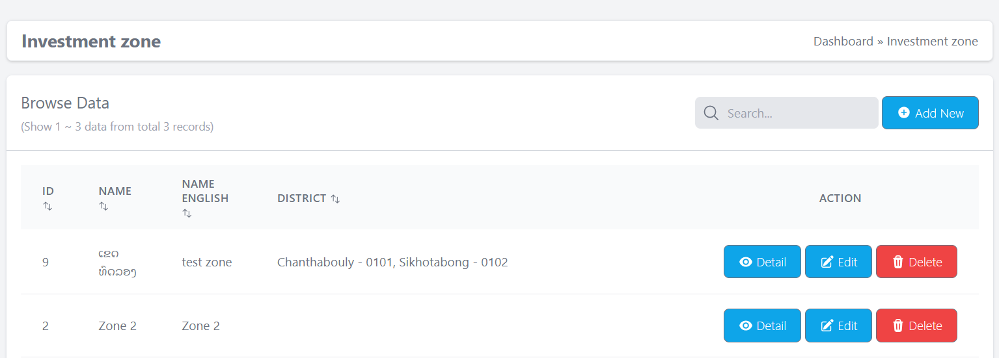 Investment zone
Dashboard » Investment zone
Browse Data
(Show 1 ~ 3 data from total 3 records)
Search...
Add New
ID
NAME
NAME
ENGLISH
DISTRICT
ACTION
9
ເຂດ
ທົດລອງ
test zone
Chanthabouly - 0101, Sikhotabong - 0102
Detail
Edit
Delete
2
Zone 2
Zone 2
Detail
Edit
Delete